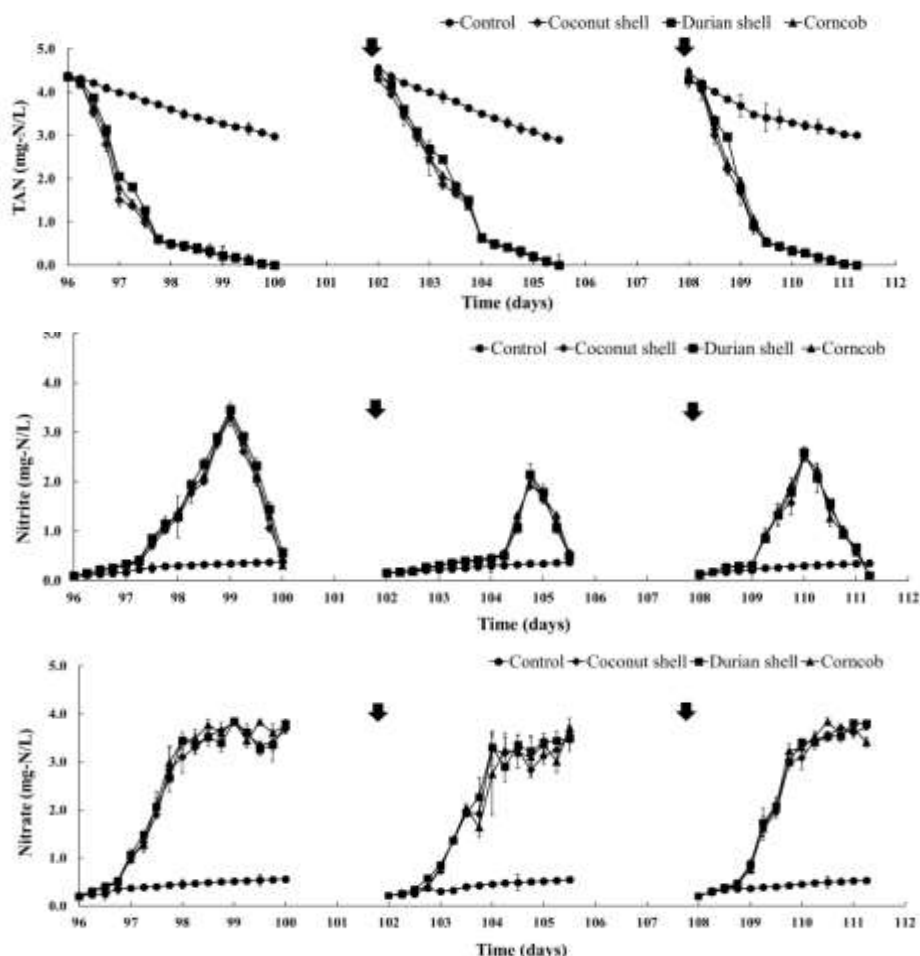 Control Coconut shell Durian shell Corncob
5.0
4.0
3.0
2.0
1.0
0.0
TAN (mg-N/L)
96 97 98 99 100 101 102 103 104 105 106 107 108 109 110 111 112
Time (days)
Control Coconut shell Durian shell Corncob
5.0
4.0
3.0
2.0
1.0
0.0
Nitrite (mg-N/L)
96 97 98 99 100 101 102 103 104 105 106 107 108 109 110 111 112
Time (days)
Control Coconut shell Durian shell Corncob
5.0
4.0
3.0
2.0
1.0
0.0
Nitrate (mg-N/L)
96 97 98 99 100 101 102 103 104 105 106 107 108 109 110 111 112
Time (days)